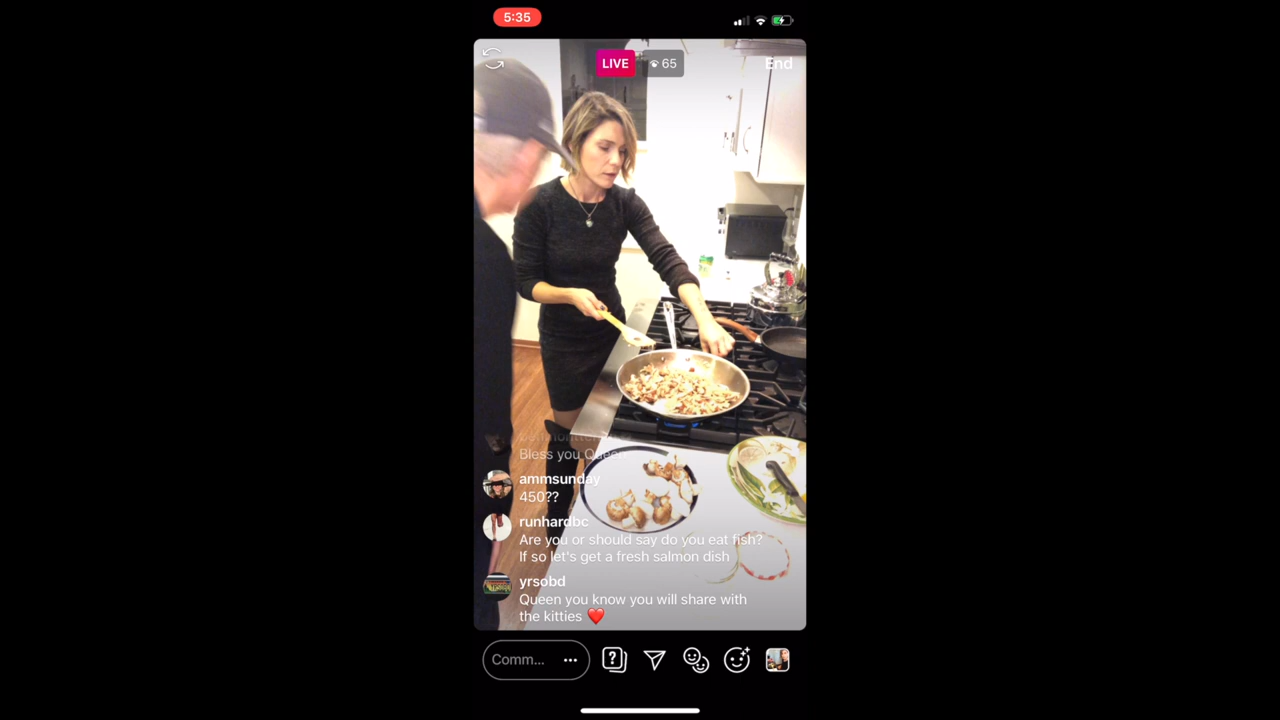 5:35
LIVE
65
End
Bless you Queen
ammsunday
450??
runhardbc
Are you or should say do you eat fish?
If so let's get a fresh salmon dish
yrsobd
Queen you know you will share with
the kitties ❤️
Comm...